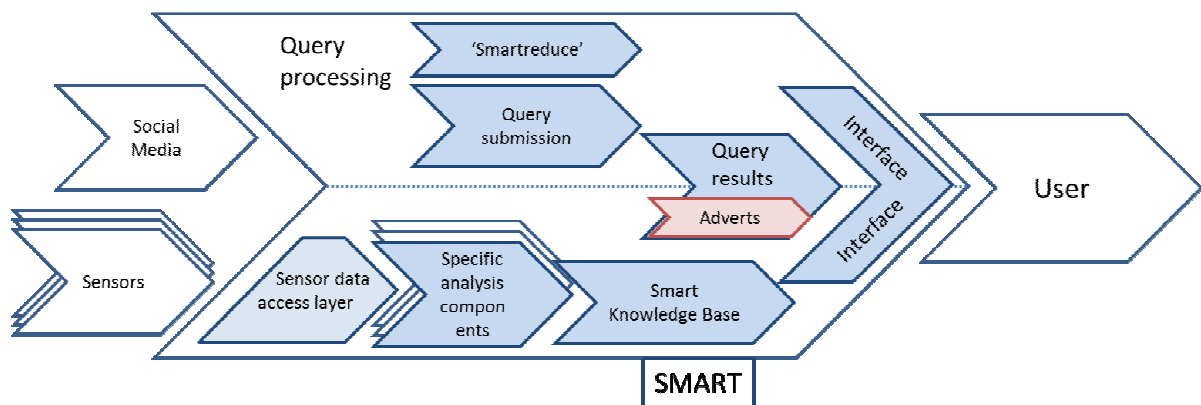 Query
processing
'Smartreduce'
Query
submission
Social
Media
Interface
Query
results
Adverts
User
Interface
Sensors
Sensor data
access layer
Specific
analysis
compon
ents
Smart
Knowledge Base
SMART